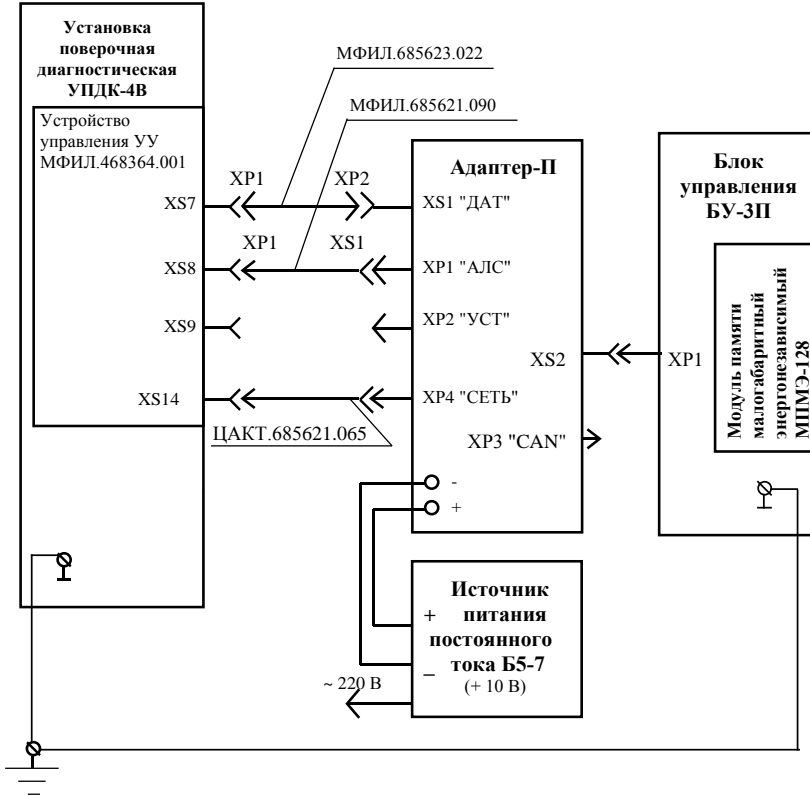 Установка
поверочная
диагностическая
УПДК-4В
Устройство
управления УУ
МФИЛ.468364.001
XS7
XS8
XS9
XS14
МФИЛ.685623.022
МФИЛ.685621.090
XP1
XP2
XP1
XS1
ЦАКТ.685621.065
Адаптер-П
XS1 "ДАТ"
XP1 "АЛС"
XP2 "УСТ"
XS2
XP4 "СЕТЬ"
XP3 "CAN"
-
+
Блок
управления
БУ-3П
XP1
Модуль памяти
малогабаритный
энергонезависимый
МПМЭ-128
Источник
+ питания
постоянного
тока Б5-7
– (+ 10 В)
~ 220 В